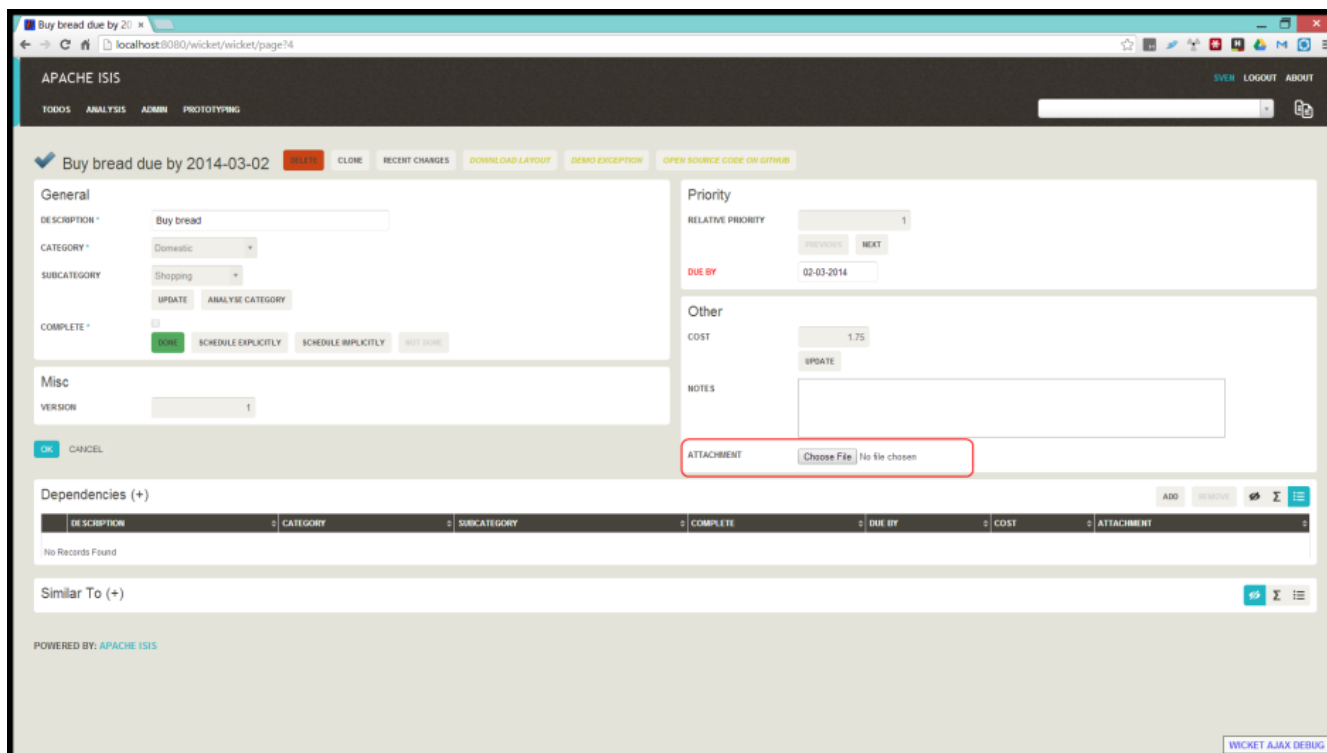 Buy bread due by 20
localhost:8080/wicket/wicket/page?4
APACHE ISIS
SVEN LOGOUT ABOUT
TODOS ANALYSIS ADMIN PROTOTYPING
Buy bread due by 2014-03-02 DELETE CLONE RECENT CHANGES DOWNLOAD LAYOUT DEMO EXCEPTION OPEN SOURCE CODE ON GITHUB
General
DESCRIPTION * Buy bread
CATEGORY * Domestic
SUBCATEGORY Shopping
UPDATE ANALYSE CATEGORY
COMPLETE *
DONE SCHEDULE EXPLICITLY SCHEDULE IMPLICITLY NOT DONE
Misc
VERSION 1
OK CANCEL
Priority
RELATIVE PRIORITY 1
PREVIOUS NEXT
DUE BY 02-03-2014
Other
COST 1.75
UPDATE
NOTES
ATTACHMENT Choose File No file chosen
Dependencies (+) ADD REMOVE Σ
DESCRIPTION CATEGORY SUBCATEGORY COMPLETE DUE BY COST ATTACHMENT
No Records Found
Similar To (+) Σ
POWERED BY: APACHE ISIS
WICKET AJAX DEBUG